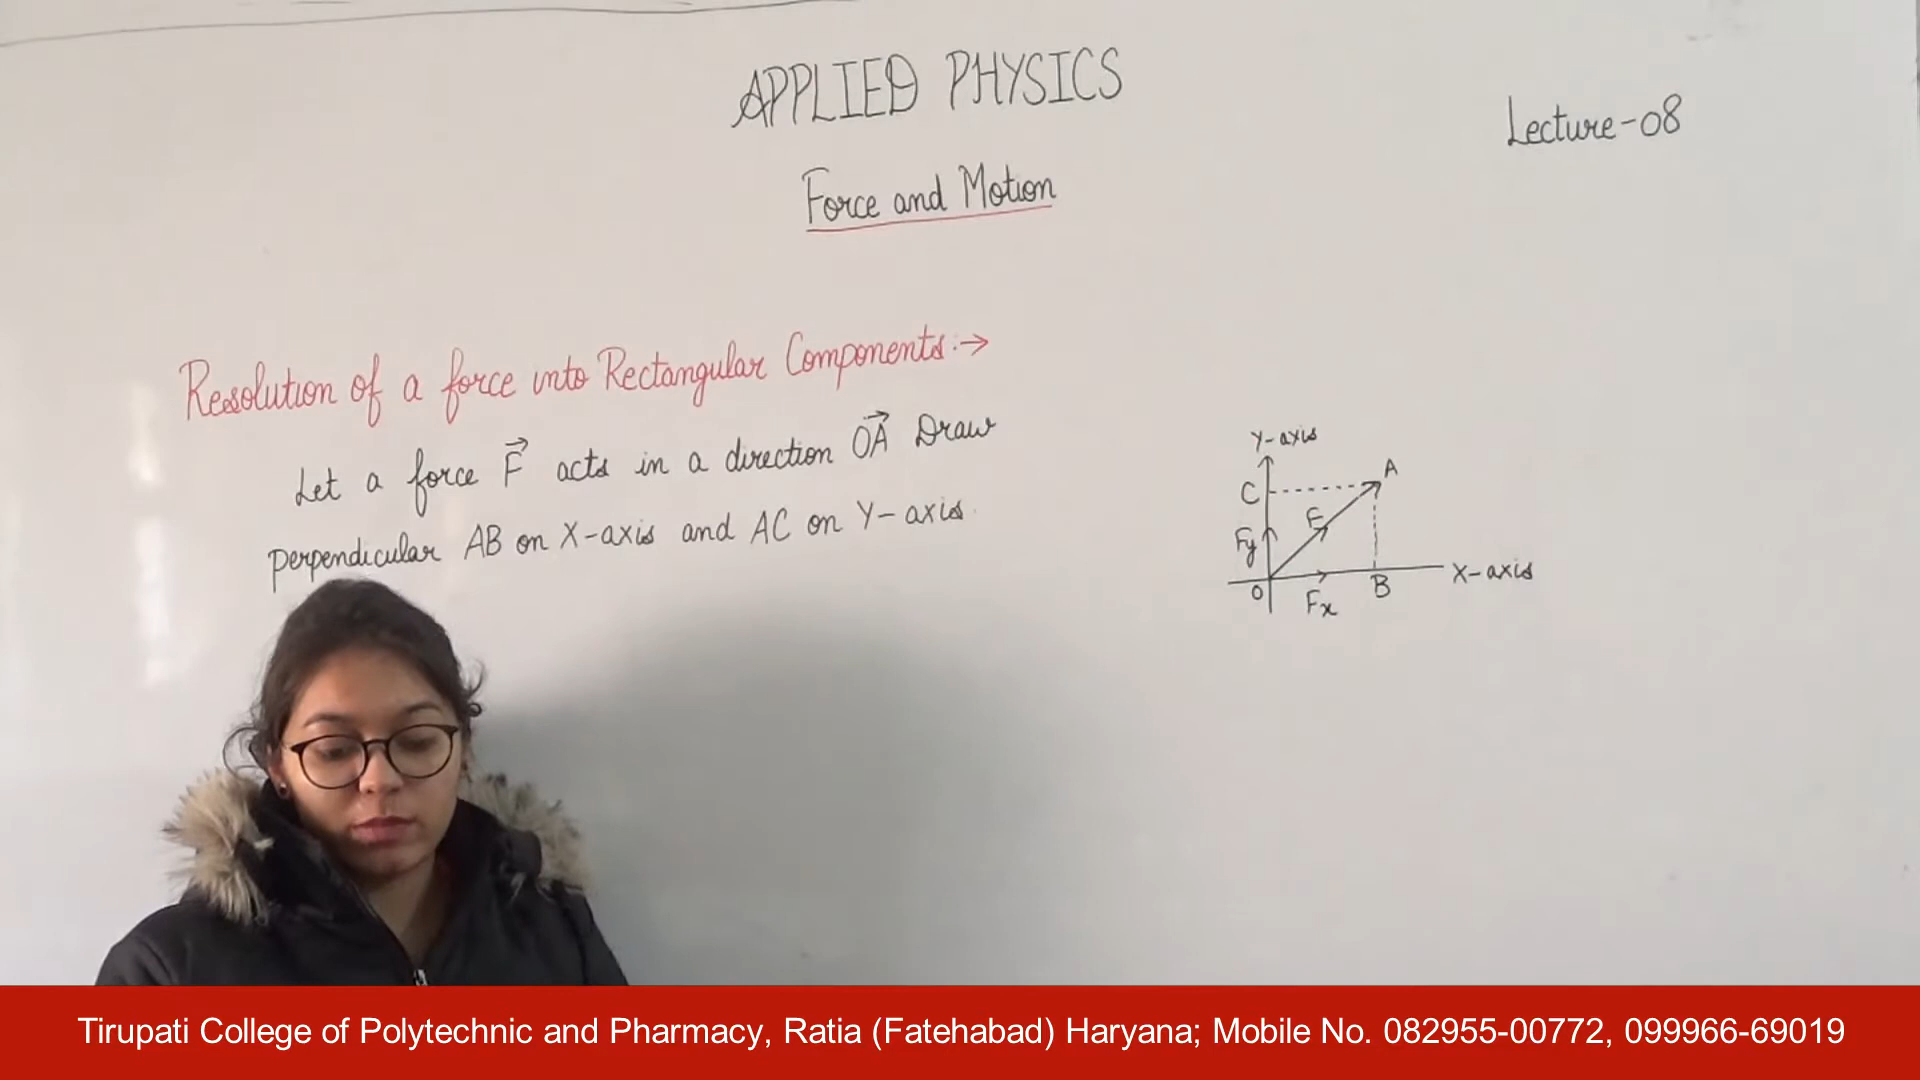 APPLIED PHYSICS
Lecture-08
Force and Motion
Resolution of a force into Rectangular Components:→
Let a force F⃗ acts in a direction OA⃗ Draw
perpendicular AB on X-axis and AC on Y-axis.
Y-axis
A
C
F
Fy
X-axis
O
B
Fx
Tirupati College of Polytechnic and Pharmacy, Ratia (Fatehabad) Haryana; Mobile No. 082955-00772, 099966-69019